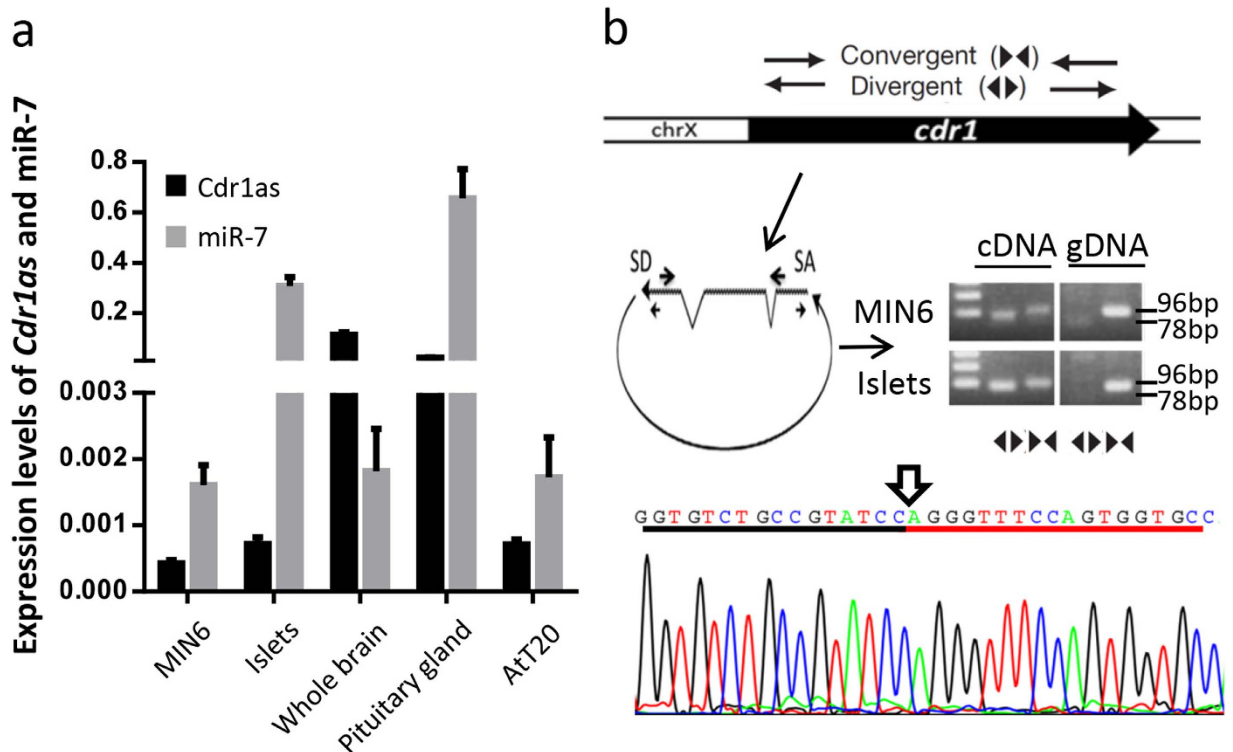 a
Expression levels of Cdr1as and miR-7
0.8
0.6
0.4
0.2
0.003
0.002
0.001
0.000
Cdr1as
miR-7
MIN6
Islets
Whole brain
Pituitary gland
AtT20
b
Convergent (▶◀)
Divergent (◀▶)
chrX
cdr1
SD
SA
cDNA gDNA
MIN6
96bp
78bp
Islets
96bp
78bp
GGTGTCTGCCGTATCCAGGGTTTCCAGTGGTGCC